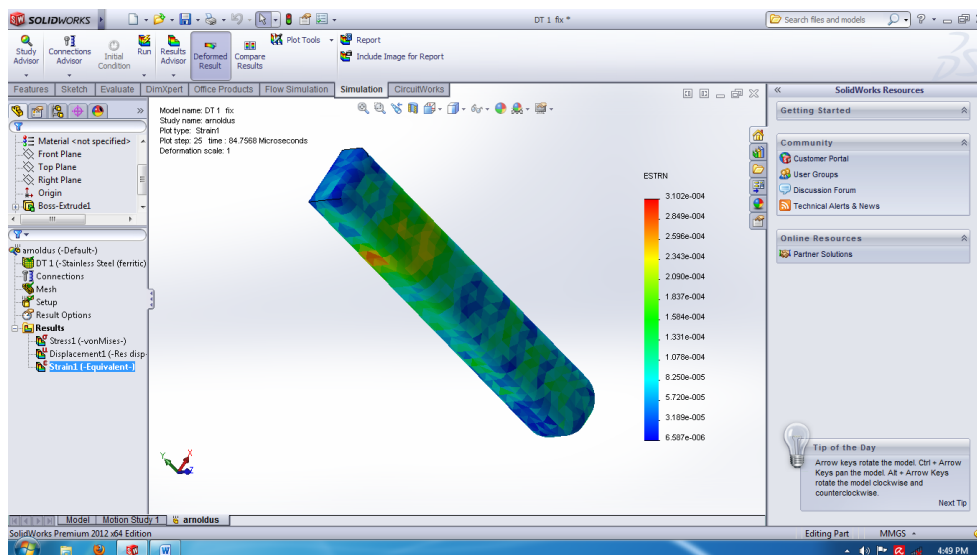 SOLIDWORKS
DT 1 fix *
Search files and models
Study Advisor
Connections Advisor
Initial Condition
Run
Results Advisor
Deformed Result
Compare Results
Plot Tools
Report
Include Image for Report
Features
Sketch
Evaluate
DimXpert
Office Products
Flow Simulation
Simulation
CircuitWorks
Material <not specified>
Front Plane
Top Plane
Right Plane
Origin
Boss-Extrude1
arnoldus (-Default-)
DT 1 (-Stainless Steel (ferritic)
Connections
Mesh
Setup
Result Options
Results
Stress1 (-vonMises-)
Displacement1 (-Res disp-
Strain1 (-Equivalent-)
Model name: DT 1 fix
Study name: arnoldus
Plot type: Strain1
Plot step: 25 time : 84.7568 Microseconds
Deformation scale: 1
ESTRN
3.102e-004
2.849e-004
2.596e-004
2.343e-004
2.090e-004
1.837e-004
1.584e-004
1.331e-004
1.078e-004
8.250e-005
5.720e-005
3.189e-005
6.587e-006
Y
X
Z
SolidWorks Resources
Getting Started
Community
Customer Portal
User Groups
Discussion Forum
Technical Alerts & News
Online Resources
Partner Solutions
Tip of the Day
Arrow keys rotate the model. Ctrl + Arrow
Keys pan the model. Alt + Arrow Keys
rotate the model clockwise and
counterclockwise.
Next Tip
Model
Motion Study 1
arnoldus
SolidWorks Premium 2012 x64 Edition
Editing Part
MMGS
4:49 PM